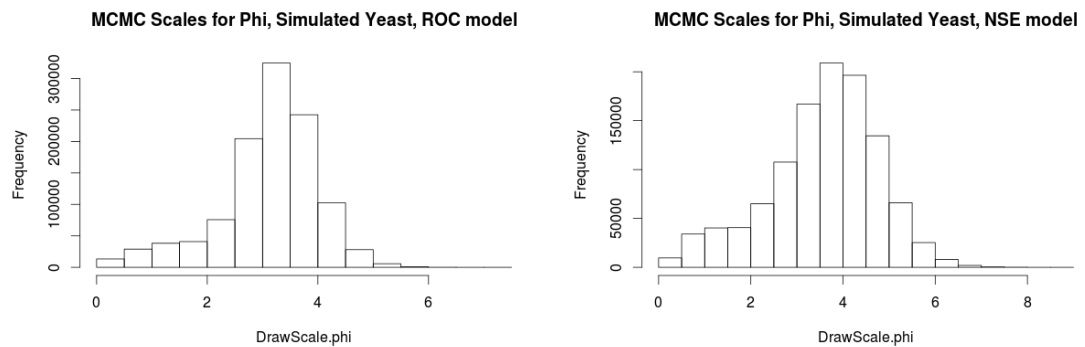 MCMC Scales for Phi, Simulated Yeast, ROC model
Frequency
300000
200000
100000
0
0 2 4 6
DrawScale.phi
MCMC Scales for Phi, Simulated Yeast, NSE model
Frequency
150000
50000
0
0 2 4 6 8
DrawScale.phi